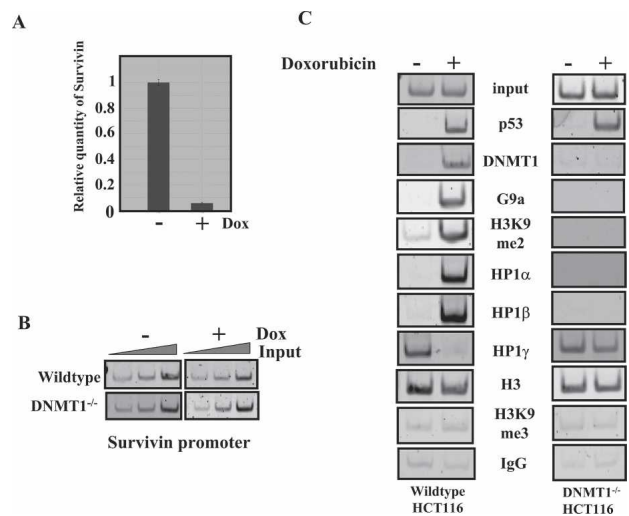 A
Relative quantity of Survivin
1
0.8
0.6
0.4
0.2
0
- + Dox
B
- + Dox
Input
Wildtype
DNMT1-/-
Survivin promoter
C
Doxorubicin - + - +
input
p53
DNMT1
G9a
H3K9
me2
HP1α
HP1β
HP1γ
H3
H3K9
me3
IgG
Wildtype
HCT116
DNMT1-/-
HCT116